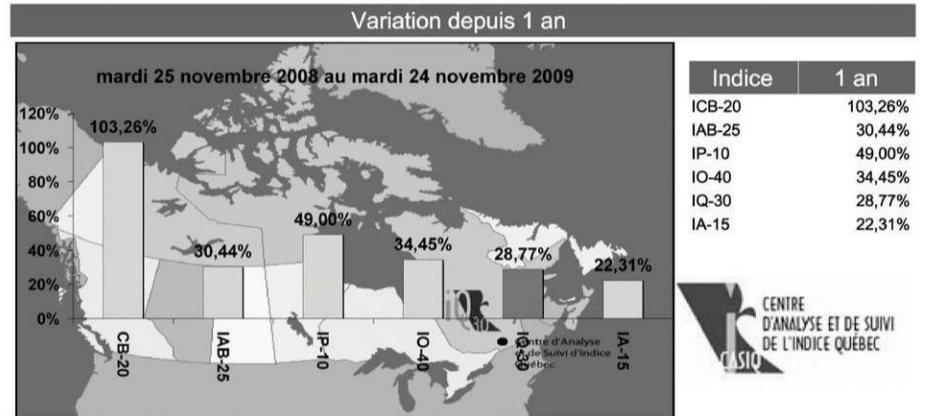 Variation depuis 1 an
mardi 25 novembre 2008 au mardi 24 novembre 2009
120%
100%
80%
60%
40%
20%
0%
103,26%
30,44%
49,00%
34,45%
28,77%
22,31%
CB-20
IAB-25
IP-10
IO-40
IA-15
iQ30
Centre d'Analyse
et de Suivi d'Indice
Québec
Indice 1 an
ICB-20 103,26%
IAB-25 30,44%
IP-10 49,00%
IO-40 34,45%
IQ-30 28,77%
IA-15 22,31%
CASIQ
CENTRE
D'ANALYSE ET DE SUIVI
DE L'INDICE QUÉBEC